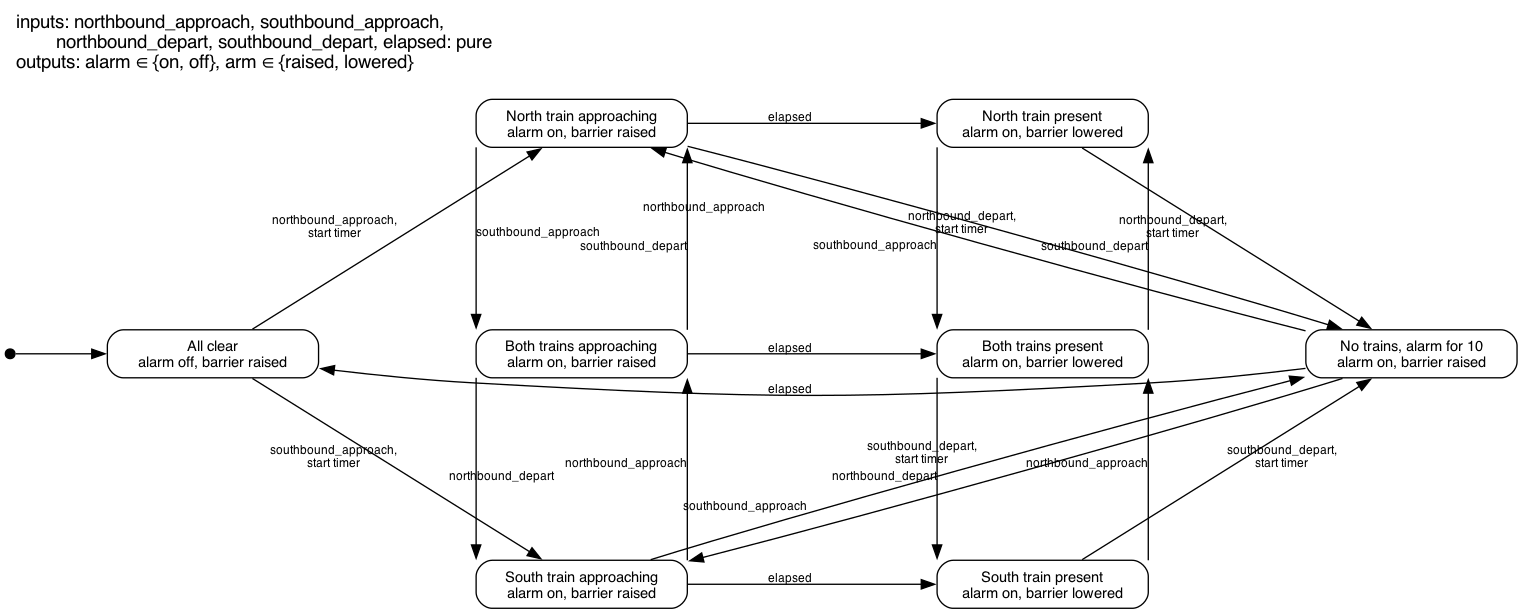 inputs: northbound_approach, southbound_approach,
northbound_depart, southbound_depart, elapsed: pure
outputs: alarm ∈ {on, off}, arm ∈ {raised, lowered}
North train approaching
alarm on, barrier raised
elapsed
North train present
alarm on, barrier lowered
northbound_approach,
start timer
southbound_approach
northbound_approach
southbound_depart
southbound_approach
northbound_depart,
start timer
southbound_depart
northbound_depart,
start timer
All clear
alarm off, barrier raised
Both trains approaching
alarm on, barrier raised
elapsed
Both trains present
alarm on, barrier lowered
No trains, alarm for 10
alarm on, barrier raised
elapsed
southbound_approach,
start timer
northbound_depart
northbound_approach
southbound_approach
southbound_depart,
start timer
northbound_depart
northbound_approach
southbound_depart,
start timer
South train approaching
alarm on, barrier raised
elapsed
South train present
alarm on, barrier lowered